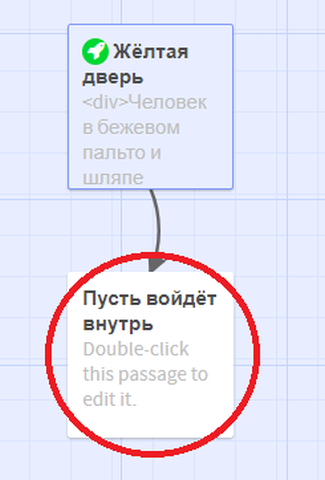 Жёлтая
дверь
<div>Человек
в бежевом
пальто и
шляпе
Пусть войдёт
внутрь
Double-click
this passage to
edit it.